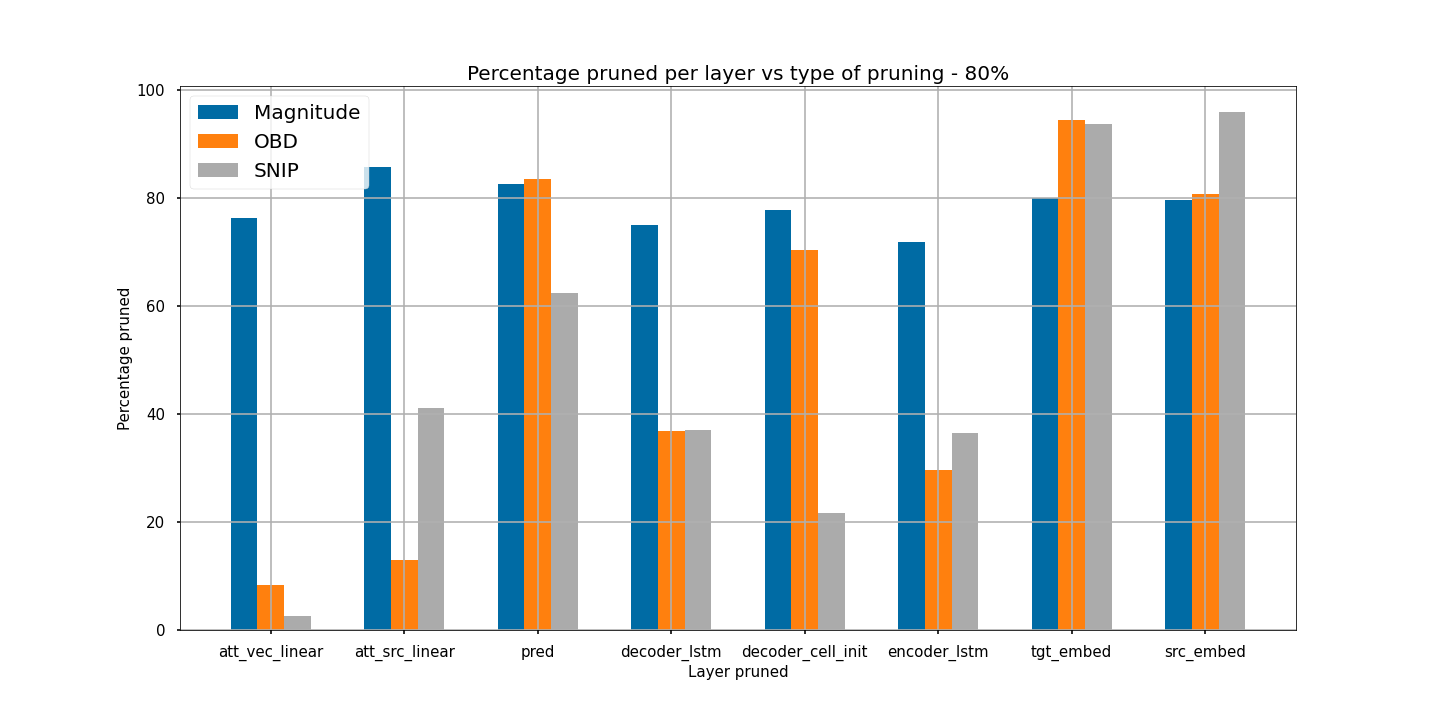 Percentage pruned per layer vs type of pruning - 80%
100
80
60
40
20
0
Percentage pruned
Magnitude
OBD
SNIP
att_vec_linear att_src_linear pred decoder_lstm decoder_cell_init encoder_lstm tgt_embed src_embed
Layer pruned